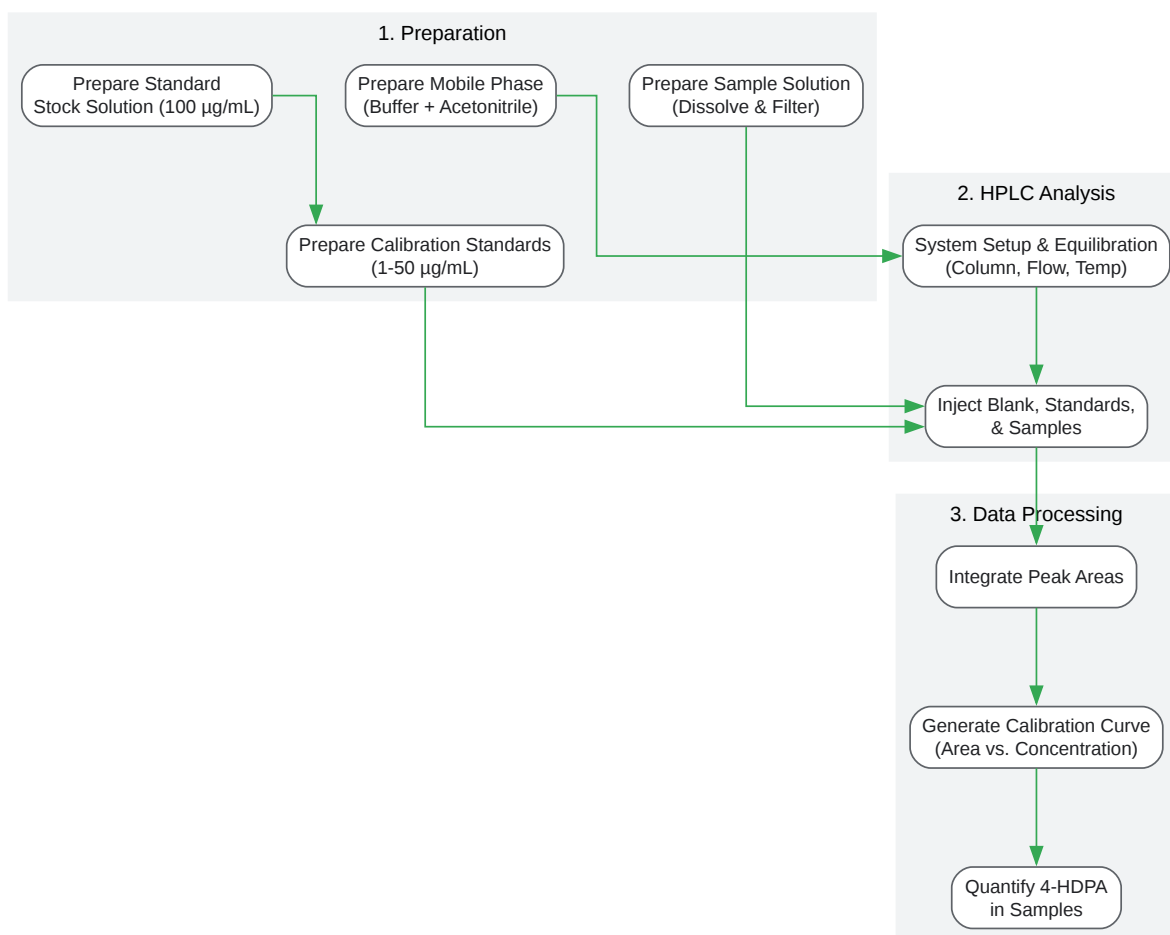 1. Preparation
Prepare Standard
Stock Solution (100 µg/mL)
Prepare Mobile Phase
(Buffer + Acetonitrile)
Prepare Sample Solution
(Dissolve & Filter)
Prepare Calibration Standards
(1-50 µg/mL)
2. HPLC Analysis
System Setup & Equilibration
(Column, Flow, Temp)
Inject Blank, Standards,
& Samples
3. Data Processing
Integrate Peak Areas
Generate Calibration Curve
(Area vs. Concentration)
Quantify 4-HDPA
in Samples